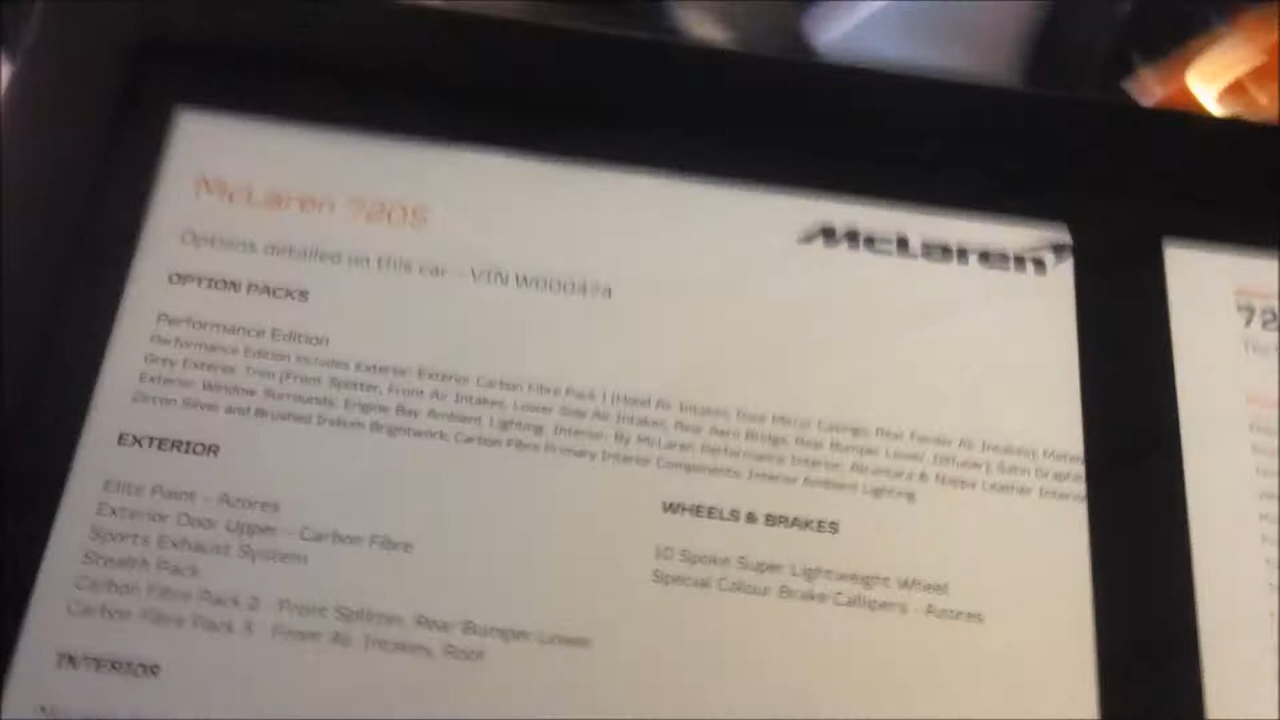 McLaren 720S
McLaren
Options detailed on this car - VIN W000474
OPTION PACKS
Performance Edition
Performance Edition includes Exterior: Exterior Carbon Fibre Pack 1 (Hood Air Intakes, Door Mirror Casings, Rear Fender Air Intakes),
Grey Exterior Trim (Front Splitter, Front Air Intakes, Lower Side Air Intakes, Rear Aero Bridge, Rear Bumper Lower, Diffuser), Satin
Exterior Window Surrounds, Engine Bay Ambient Lighting. Interior: By McLaren Performance Interior, Alcantara & Nappa Leather Interior
Zircon Silver and Brushed Iridium Brightwork, Carbon Fibre Primary Interior Components, Interior Ambient Lighting
EXTERIOR
Elite Paint - Azores
Exterior Door Upper - Carbon Fibre
Sports Exhaust System
Stealth Pack
Carbon Fibre Pack 2 - Front Splitter, Rear Bumper Lower
Carbon Fibre Pack 3 - Front Air Intakes, Roof
WHEELS & BRAKES
10 Spoke Super Lightweight Wheel
Special Colour Brake Callipers - Azores
INTERIOR
72